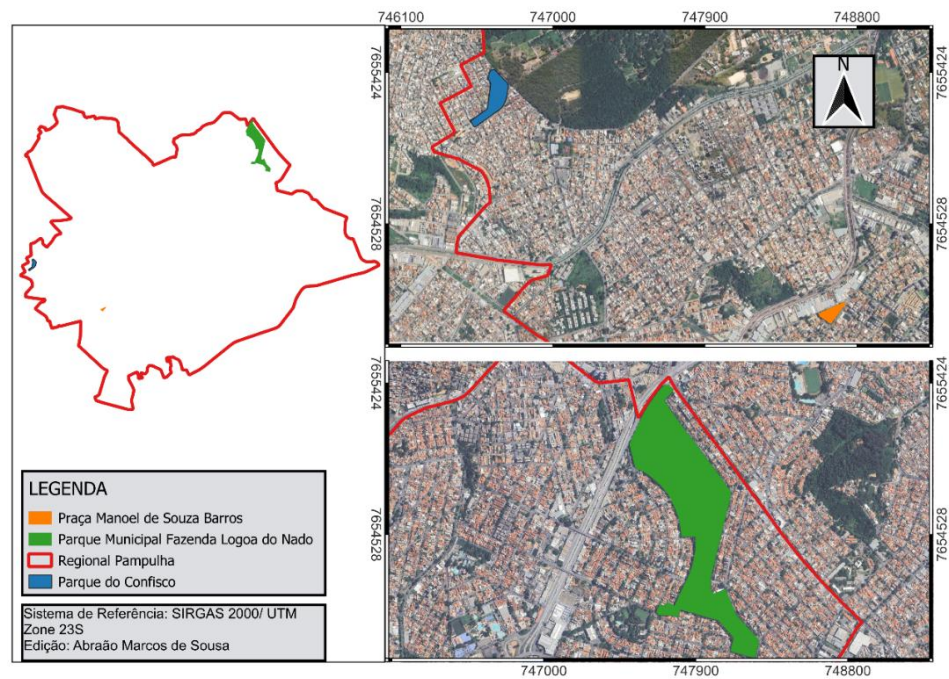 746100 747000 747900 748800
7655424
7655424
N
7654528
7654528
7655424
7655424
7654528
7654528
747000 747900 748800
LEGENDA
Praça Manoel de Souza Barros
Parque Municipal Fazenda Logoa do Nado
Regional Pampulha
Parque do Confisco
Sistema de Referência: SIRGAS 2000/ UTM
Zone 23S
Edição: Abraão Marcos de Sousa